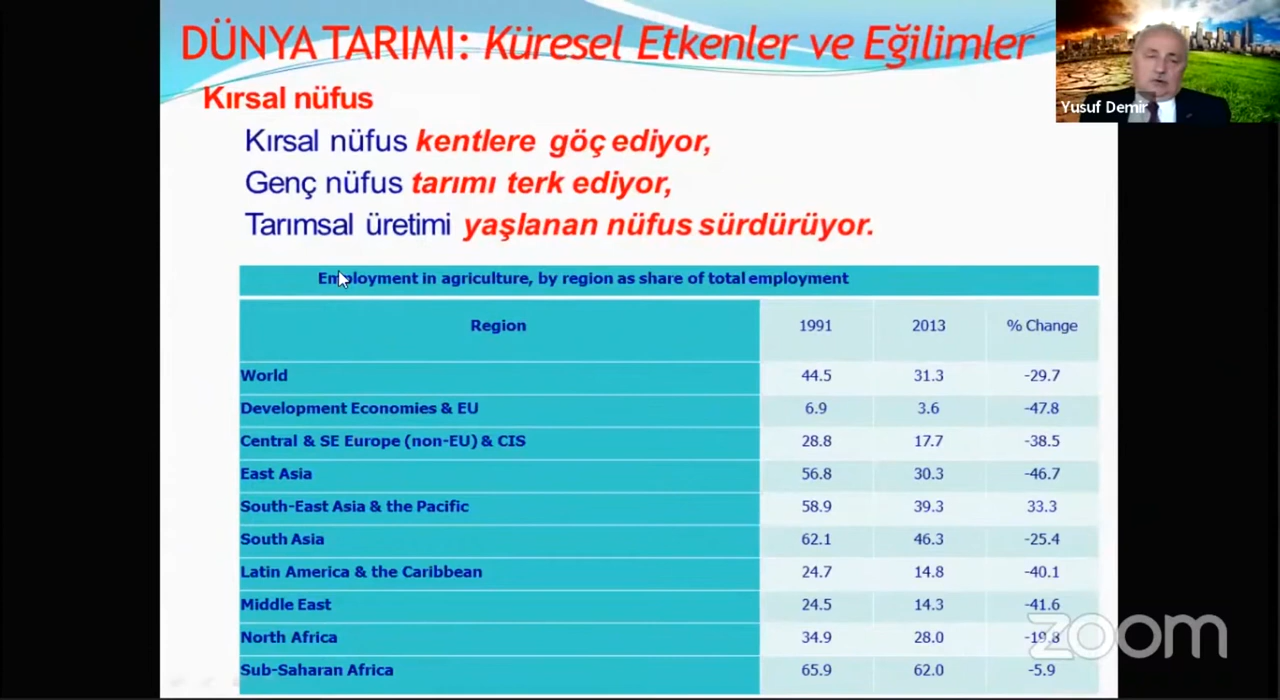 DÜNYA TARIMI: Küresel Etkenler ve Eğilimler
Yusuf Demir
Kırsal nüfus
Kırsal nüfus kentlere göç ediyor,
Genç nüfus tarımı terk ediyor,
Tarımsal üretimi yaşlanan nüfus sürdürüyor.
Employment in agriculture, by region as share of total employment
Region 1991 2013 % Change
World 44.5 31.3 -29.7
Development Economies & EU 6.9 3.6 -47.8
Central & SE Europe (non-EU) & CIS 28.8 17.7 -38.5
East Asia 56.8 30.3 -46.7
South-East Asia & the Pacific 58.9 39.3 33.3
South Asia 62.1 46.3 -25.4
Latin America & the Caribbean 24.7 14.8 -40.1
Middle East 24.5 14.3 -41.6
North Africa 34.9 28.0 -19.8
Sub-Saharan Africa 65.9 62.0 -5.9
zoom